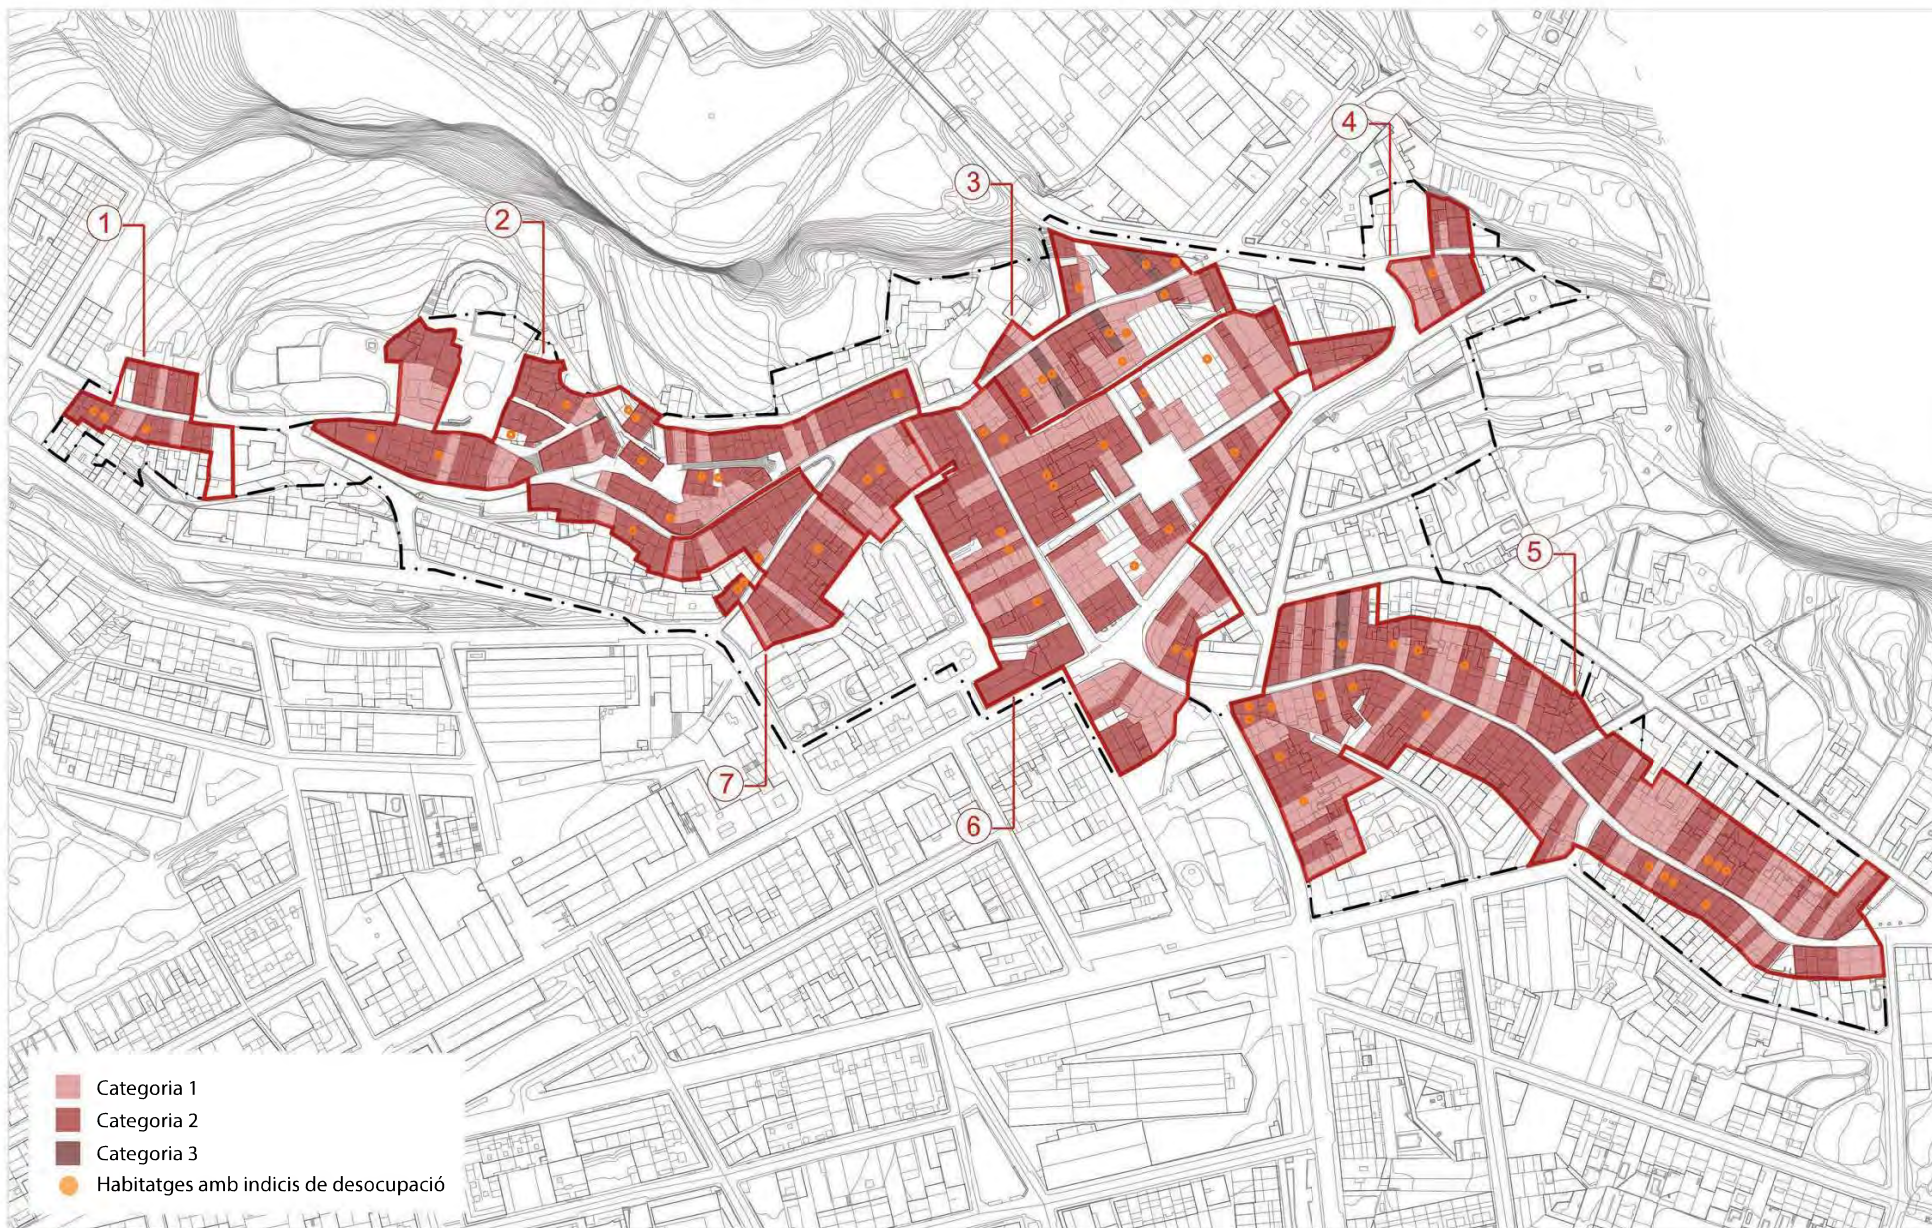 4
3
1
2
5
7
6
Categoria 1
Categoria 2
Categoria 3
Habitatges amb indicis de desocupació